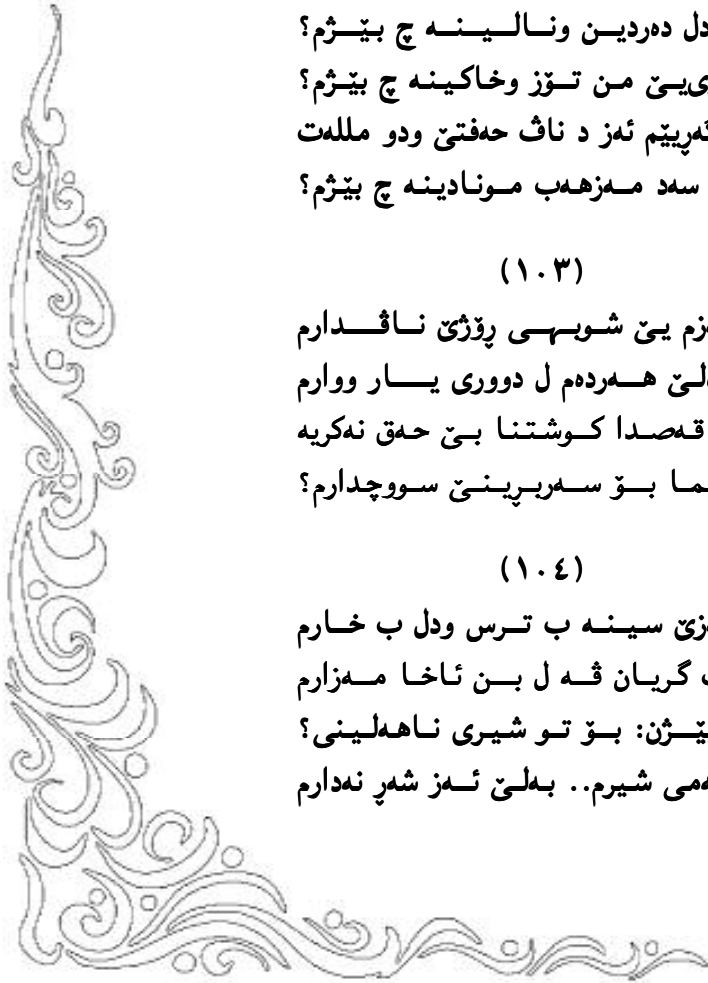 دل دەردین ونالینە چ بێژم؟
من تۆز وخاکینە چ بێژم؟
ئەز د ناڤ حەفتێ ودو مللەت
سەد مەزهەب مونادینە چ بێژم؟
(١٠٣)
یێ شوبهی ڕۆژێ ناڤدارم
هەردەم ل دووری یار ووارم
قەصدا کوشتنا بێ حەق نەکریە
بۆ سەربڕینێ سووچدارم؟
(١٠٤)
سینە ب ترس ودل ب خارم
گریان ڤە ل بن ئاخا مەزارم
بۆ تو شیری ناهەلینی؟
شیرم.. بەلێ ئەز شەڕ نەدارم